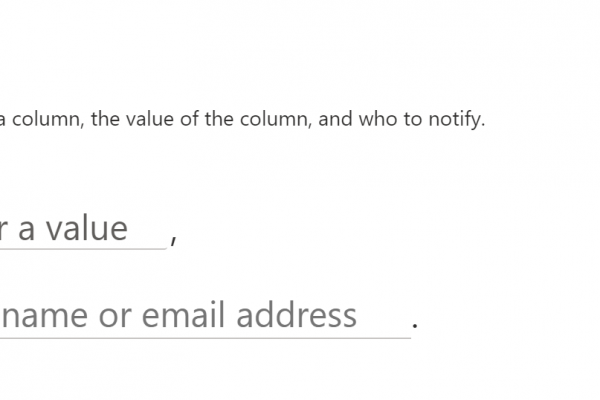 a column, the value of the column, and who to notify.
r a value ,
name or email address .